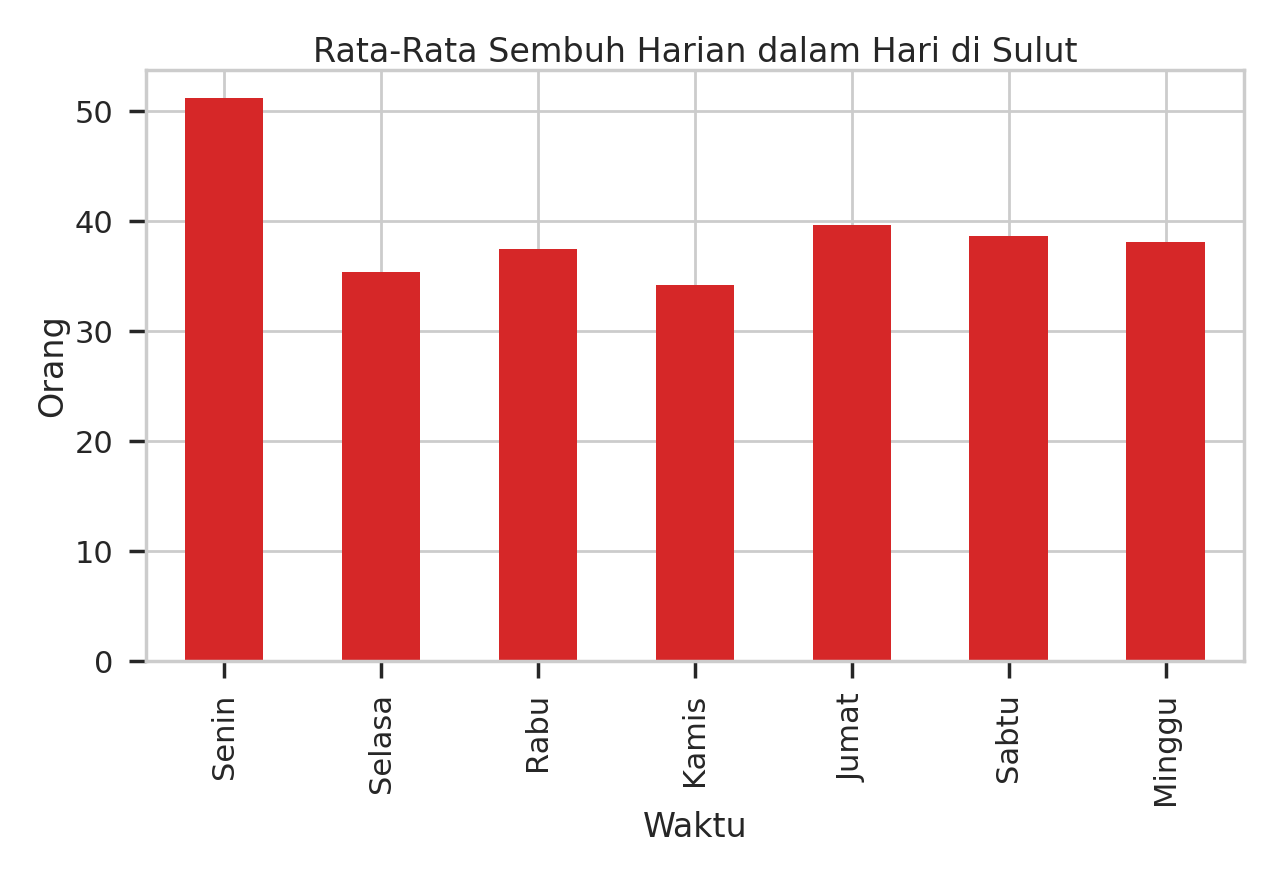 Rata-Rata Sembuh Harian dalam Hari di Sulut
50
40
30
20
10
0
Orang
Senin
Selasa
Rabu
Kamis
Jumat
Sabtu
Minggu
Waktu